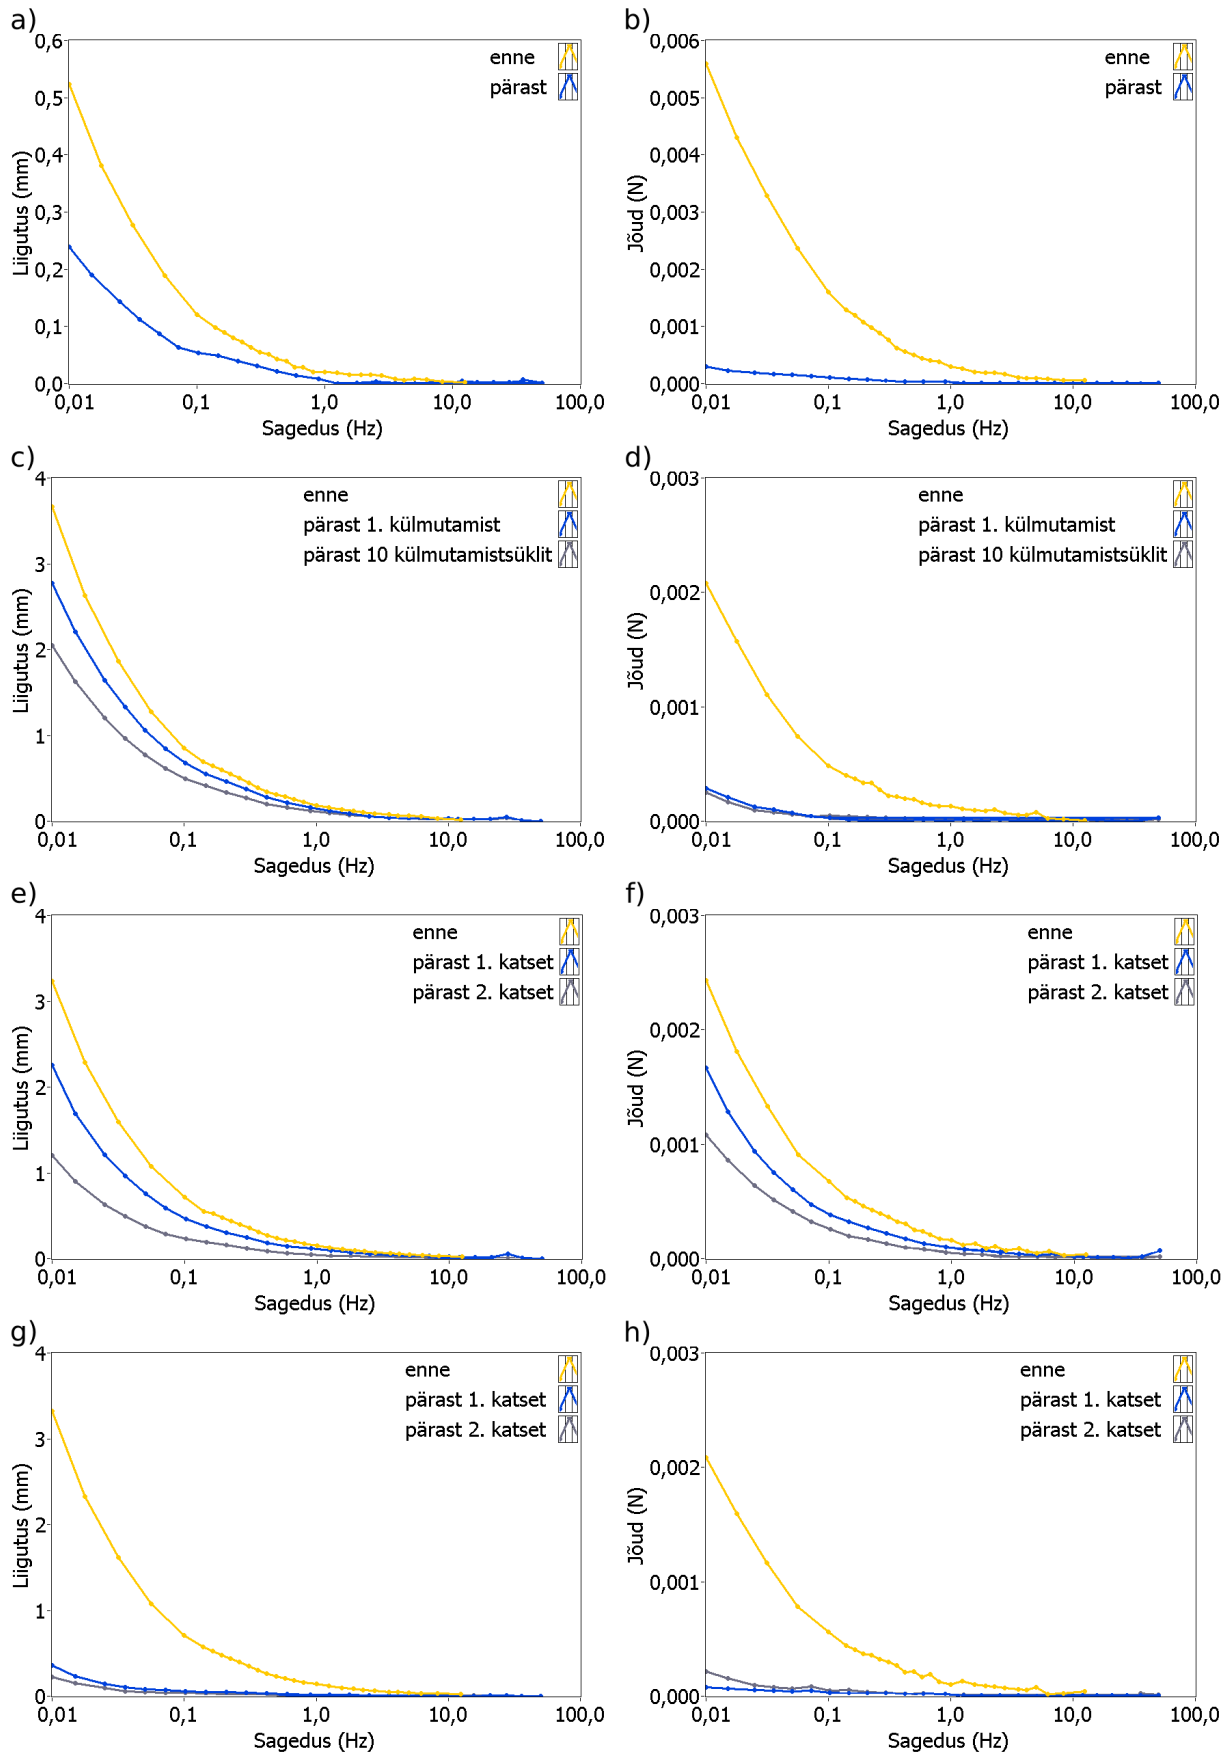 a)
0,6
0,5
0,4
0,3
0,2
0,1
0,0
Liigutus (mm)
enne
pärast
0,01 0,1 1,0 10,0 100,0
Sagedus (Hz)
b)
0,006
0,005
0,004
0,003
0,002
0,001
0,000
Jõud (N)
enne
pärast
0,01 0,1 1,0 10,0 100,0
Sagedus (Hz)
c)
4
3
2
1
0
Liigutus (mm)
enne
pärast 1. külmutamist
pärast 10 külmutamistsüklit
0,01 0,1 1,0 10,0 100,0
Sagedus (Hz)
d)
0,003
0,002
0,001
0,000
Jõud (N)
enne
pärast 1. külmutamist
pärast 10 külmutamistsüklit
0,01 0,1 1,0 10,0 100,0
Sagedus (Hz)
e)
4
3
2
1
0
Liigutus (mm)
enne
pärast 1. katset
pärast 2. katset
0,01 0,1 1,0 10,0 100,0
Sagedus (Hz)
f)
0,003
0,002
0,001
0,000
Jõud (N)
enne
pärast 1. katset
pärast 2. katset
0,01 0,1 1,0 10,0 100,0
Sagedus (Hz)
g)
4
3
2
1
0
Liigutus (mm)
enne
pärast 1. katset
pärast 2. katset
0,01 0,1 1,0 10,0 100,0
Sagedus (Hz)
h)
0,003
0,002
0,001
0,000
Jõud (N)
enne
pärast 1. katset
pärast 2. katset
0,01 0,1 1,0 10,0 100,0
Sagedus (Hz)